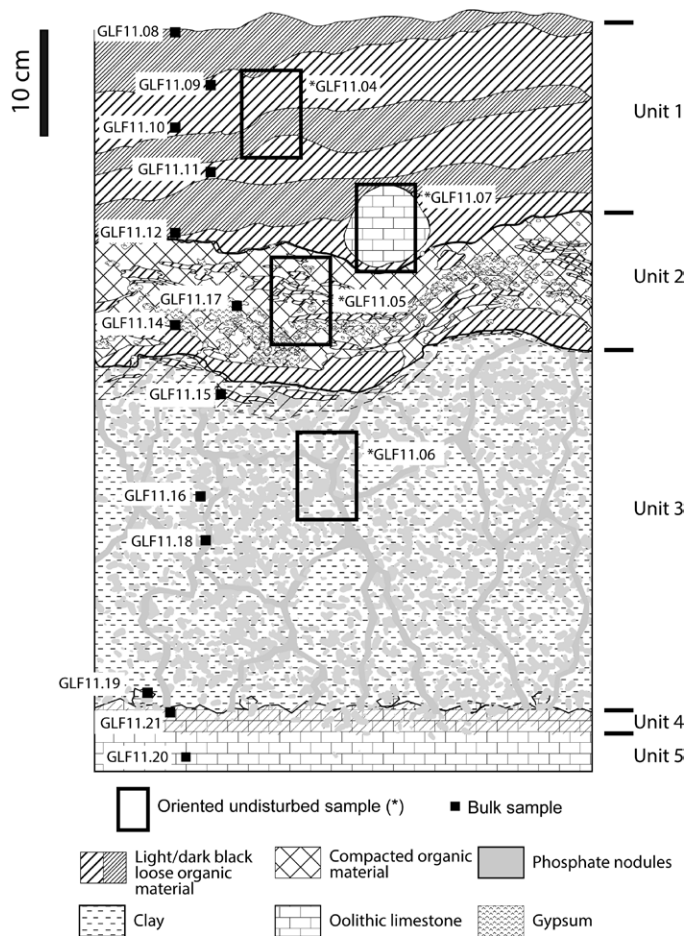 10 cm
GLF11.08
GLF11.09
*GLF11.04
GLF11.10
GLF11.11
*GLF11.07
GLF11.12
GLF11.17
*GLF11.05
GLF11.14
GLF11.15
*GLF11.06
GLF11.16
GLF11.18
GLF11.19
GLF11.21
GLF11.20
Unit 1
Unit 2
Unit 3
Unit 4
Unit 5
Oriented undisturbed sample (*)
Bulk sample
Light/dark black
loose organic
material
Compacted organic
material
Phosphate nodules
Clay
Oolithic limestone
Gypsum